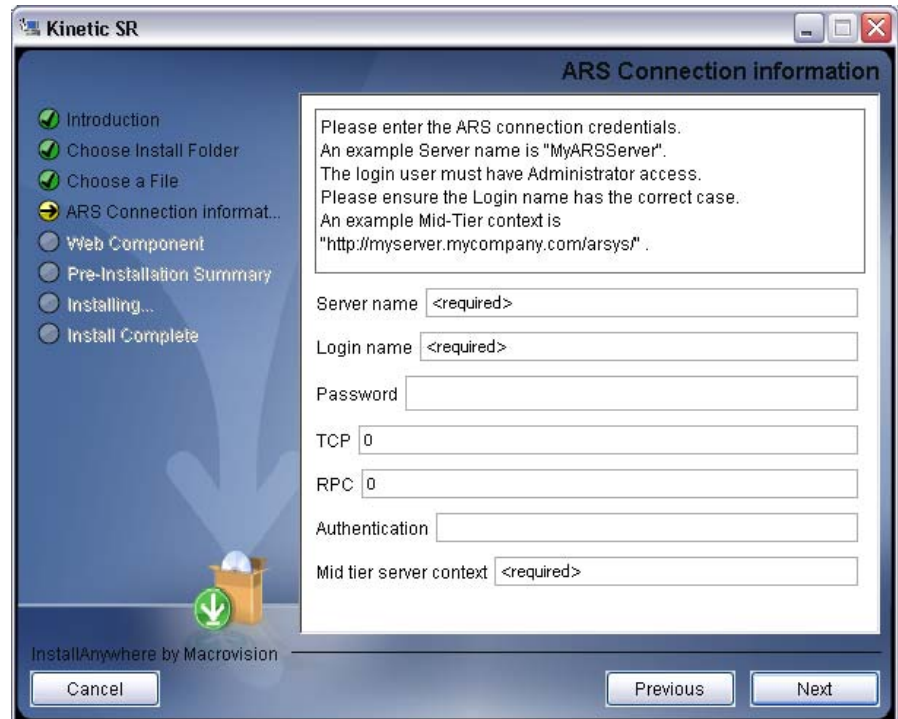 Kinetic SR
ARS Connection information
Introduction
Choose Install Folder
Choose a File
ARS Connection informat...
Web Component
Pre-Installation Summary
Installing...
Install Complete
Please enter the ARS connection credentials.
An example Server name is "MyARSServer".
The login user must have Administrator access.
Please ensure the Login name has the correct case.
An example Mid-Tier context is
"http://myserver.mycompany.com/arsys/" .
Server name <required>
Login name <required>
Password
TCP 0
RPC 0
Authentication
Mid tier server context <required>
InstallAnywhere by Macrovision
Cancel
Previous
Next